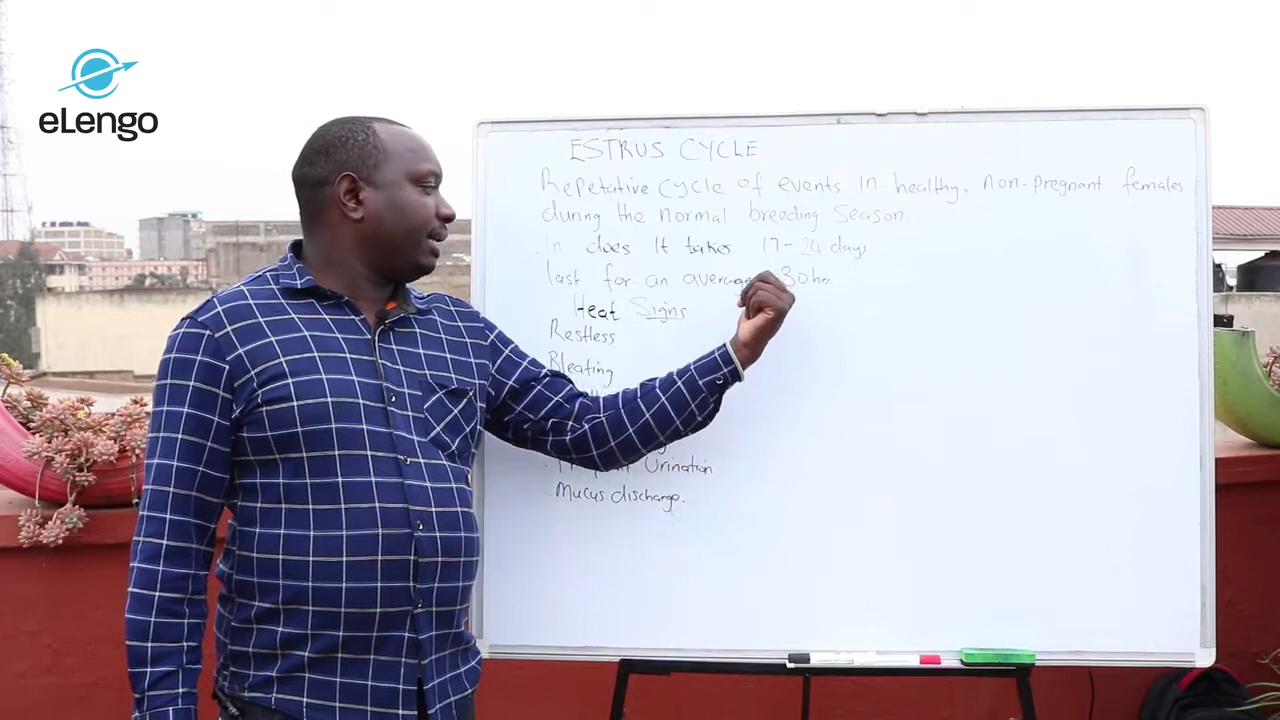 eLengo
ESTRUS CYCLE
Repetative cycle of events in healthy, non-pregnant females
during the normal breeding season.
In does It takes 17-24 days
last for an average 30hr
Heat Signs
Restless
Bleating
Urination
Mucus discharge.